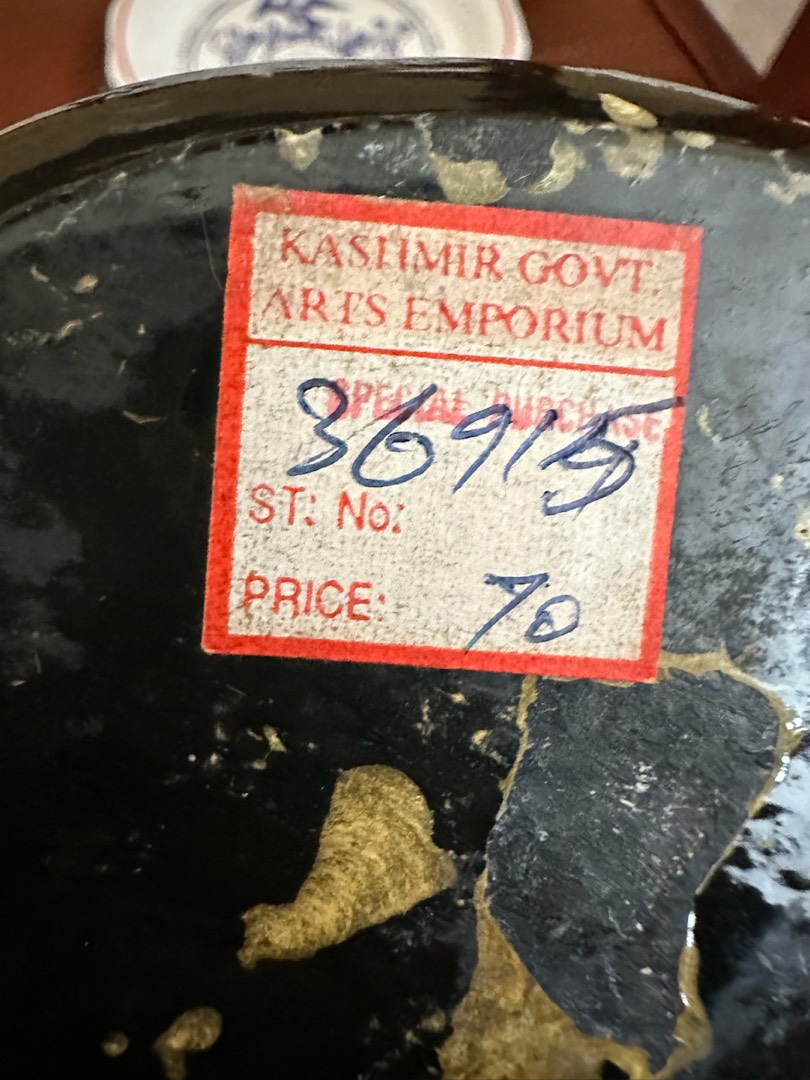 KASHMIR GOVT.
ARTS EMPORIUM
SPECIAL PURCHASE
36915
ST: No:
PRICE: 70